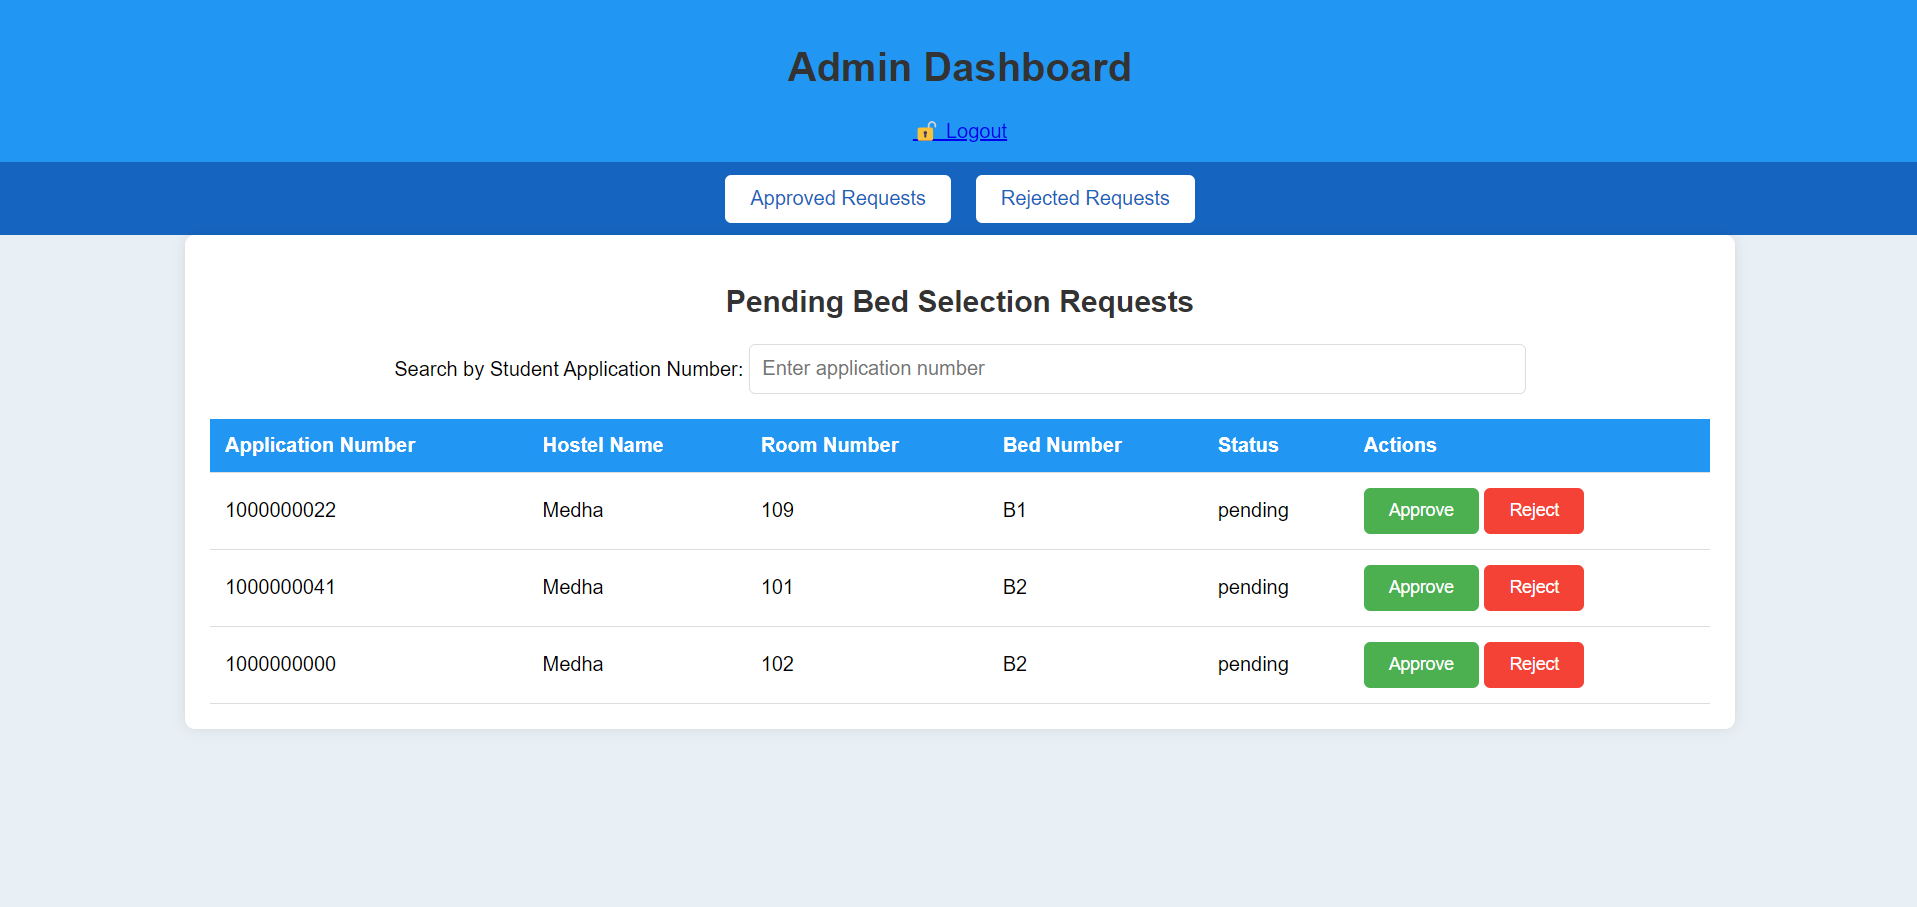 Admin Dashboard
🔓 Logout
Approved Requests Rejected Requests
Pending Bed Selection Requests
Search by Student Application Number: Enter application number
Application Number Hostel Name Room Number Bed Number Status Actions
1000000022 Medha 109 B1 pending Approve Reject
1000000041 Medha 101 B2 pending Approve Reject
1000000000 Medha 102 B2 pending Approve Reject